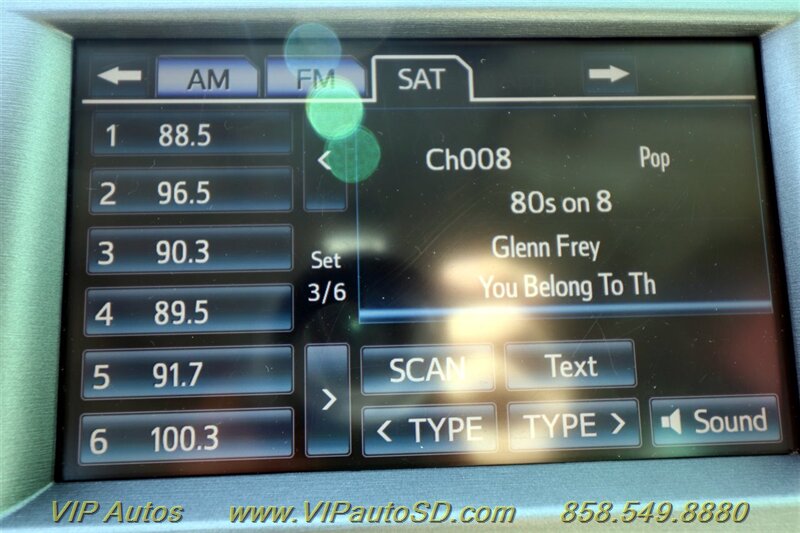 AM FM SAT
1 88.5
2 96.5
3 90.3
4 89.5
5 91.7
6 100.3
<
Set
3/6
>
Ch008 Pop
80s on 8
Glenn Frey
You Belong To Th
SCAN Text
< TYPE TYPE > Sound
VIP Autos www.VIPautoSD.com 858.549.8880